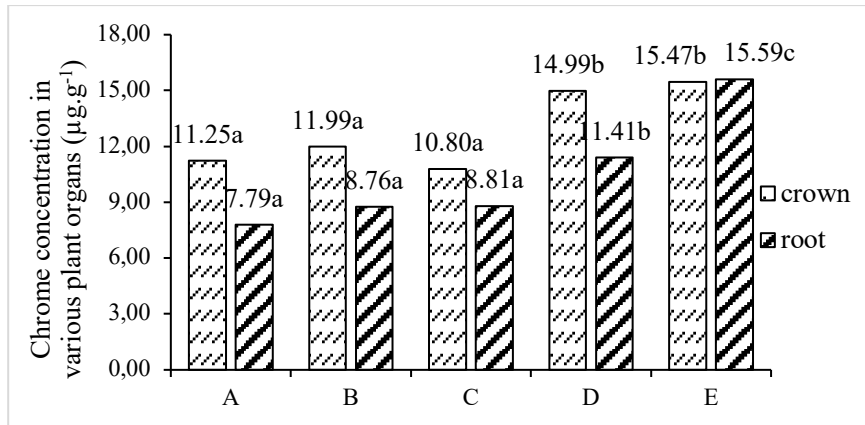 Chrome concentration in
various plant organs (µg.g-1)
18,00
15,00
12,00
9,00
6,00
3,00
0,00
11.25a
7.79a
11.99a
8.76a
10.80a
8.81a
14.99b
11.41b
15.47b
15.59c
A
B
C
D
E
crown
root